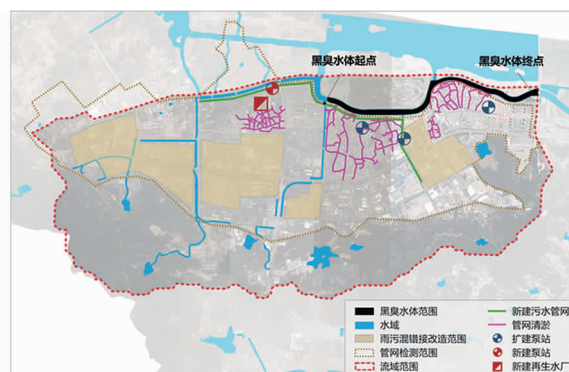 黑臭水体起点
黑臭水体终点
黑臭水体范围
水域
雨污混错接改造范围
管网检测范围
流域范围
新建污水管网
管网清淤
扩建泵站
新建泵站
新建再生水厂